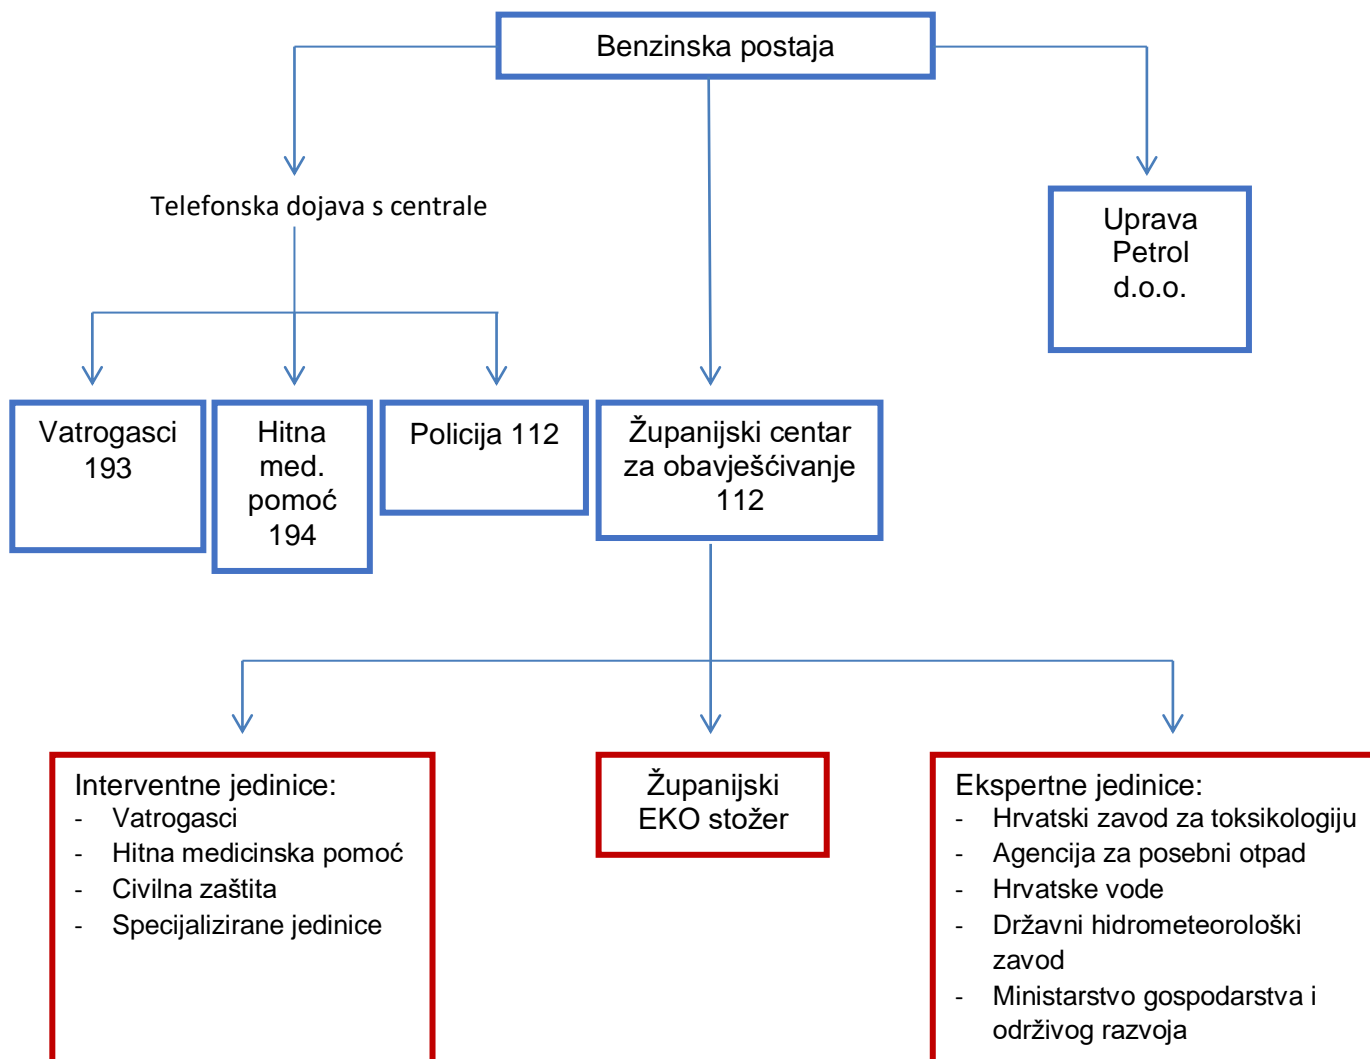 Benzinska postaja
Telefonska dojava s centrale
Uprava
Petrol
d.o.o.
Vatrogasci
193
Hitna
med.
pomoć
194
Policija 112
Županijski centar
za obavješćivanje
112
Interventne jedinice:
- Vatrogasci
- Hitna medicinska pomoć
- Civilna zaštita
- Specijalizirane jedinice
Županijski
EKO stožer
Ekspertne jedinice:
- Hrvatski zavod za toksikologiju
- Agencija za posebni otpad
- Hrvatske vode
- Državni hidrometeorološki
zavod
- Ministarstvo gospodarstva i
održivog razvoja